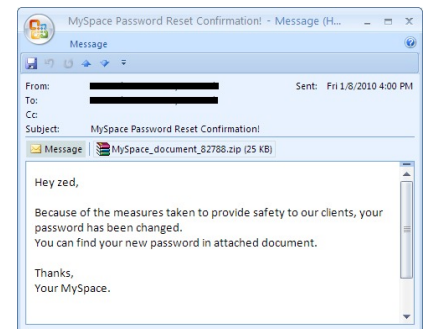 MySpace Password Reset Confirmation! - Message (H...
Message
From:
Sent: Fri 1/8/2010 4:00 PM
To:
Cc:
Subject: MySpace Password Reset Confirmation!
Message MySpace_document_82788.zip (25 KB)
Hey zed,
Because of the measures taken to provide safety to our clients, your
password has been changed.
You can find your new password in attached document.
Thanks,
Your MySpace.